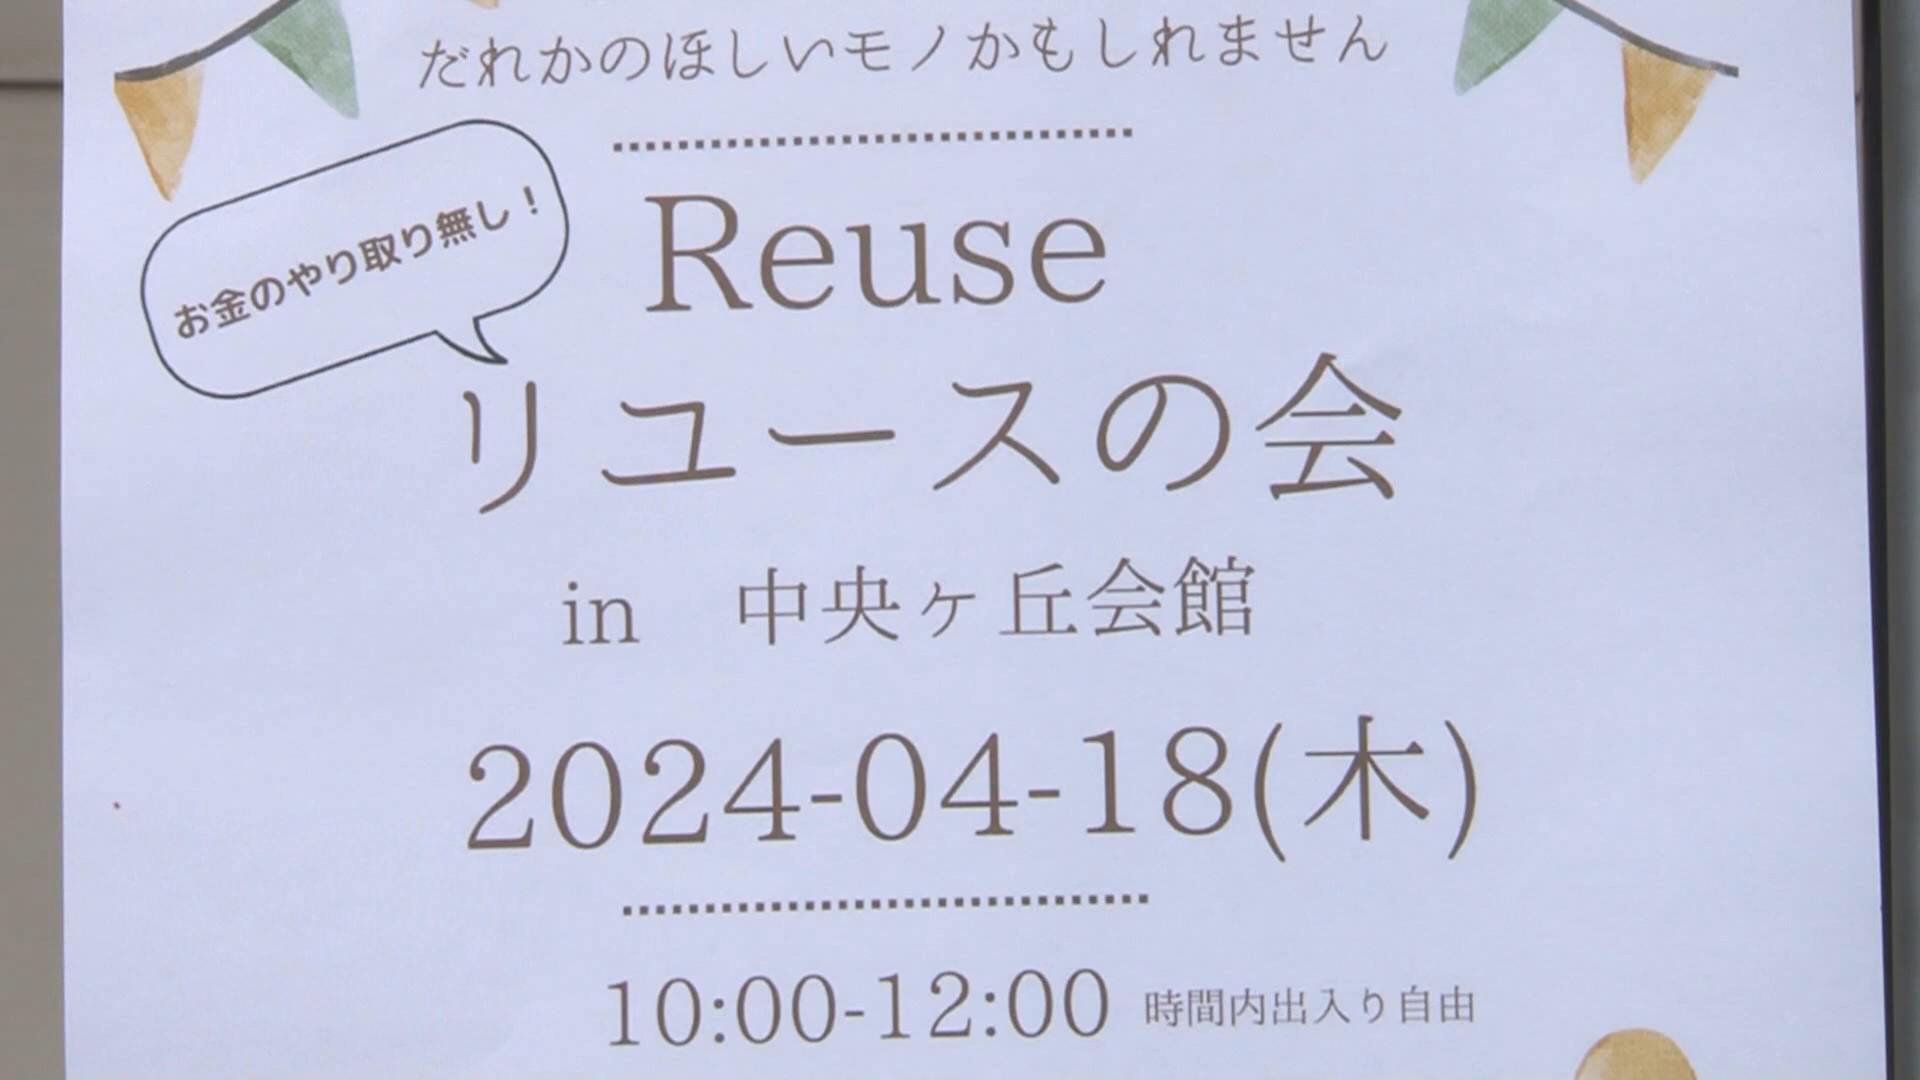 だれかのほしいモノかもしれません
お金のやり取り無し！
Reuse
リユースの会
in　中央ヶ丘会館
2024-04-18(木)
10:00-12:00 時間内出入り自由